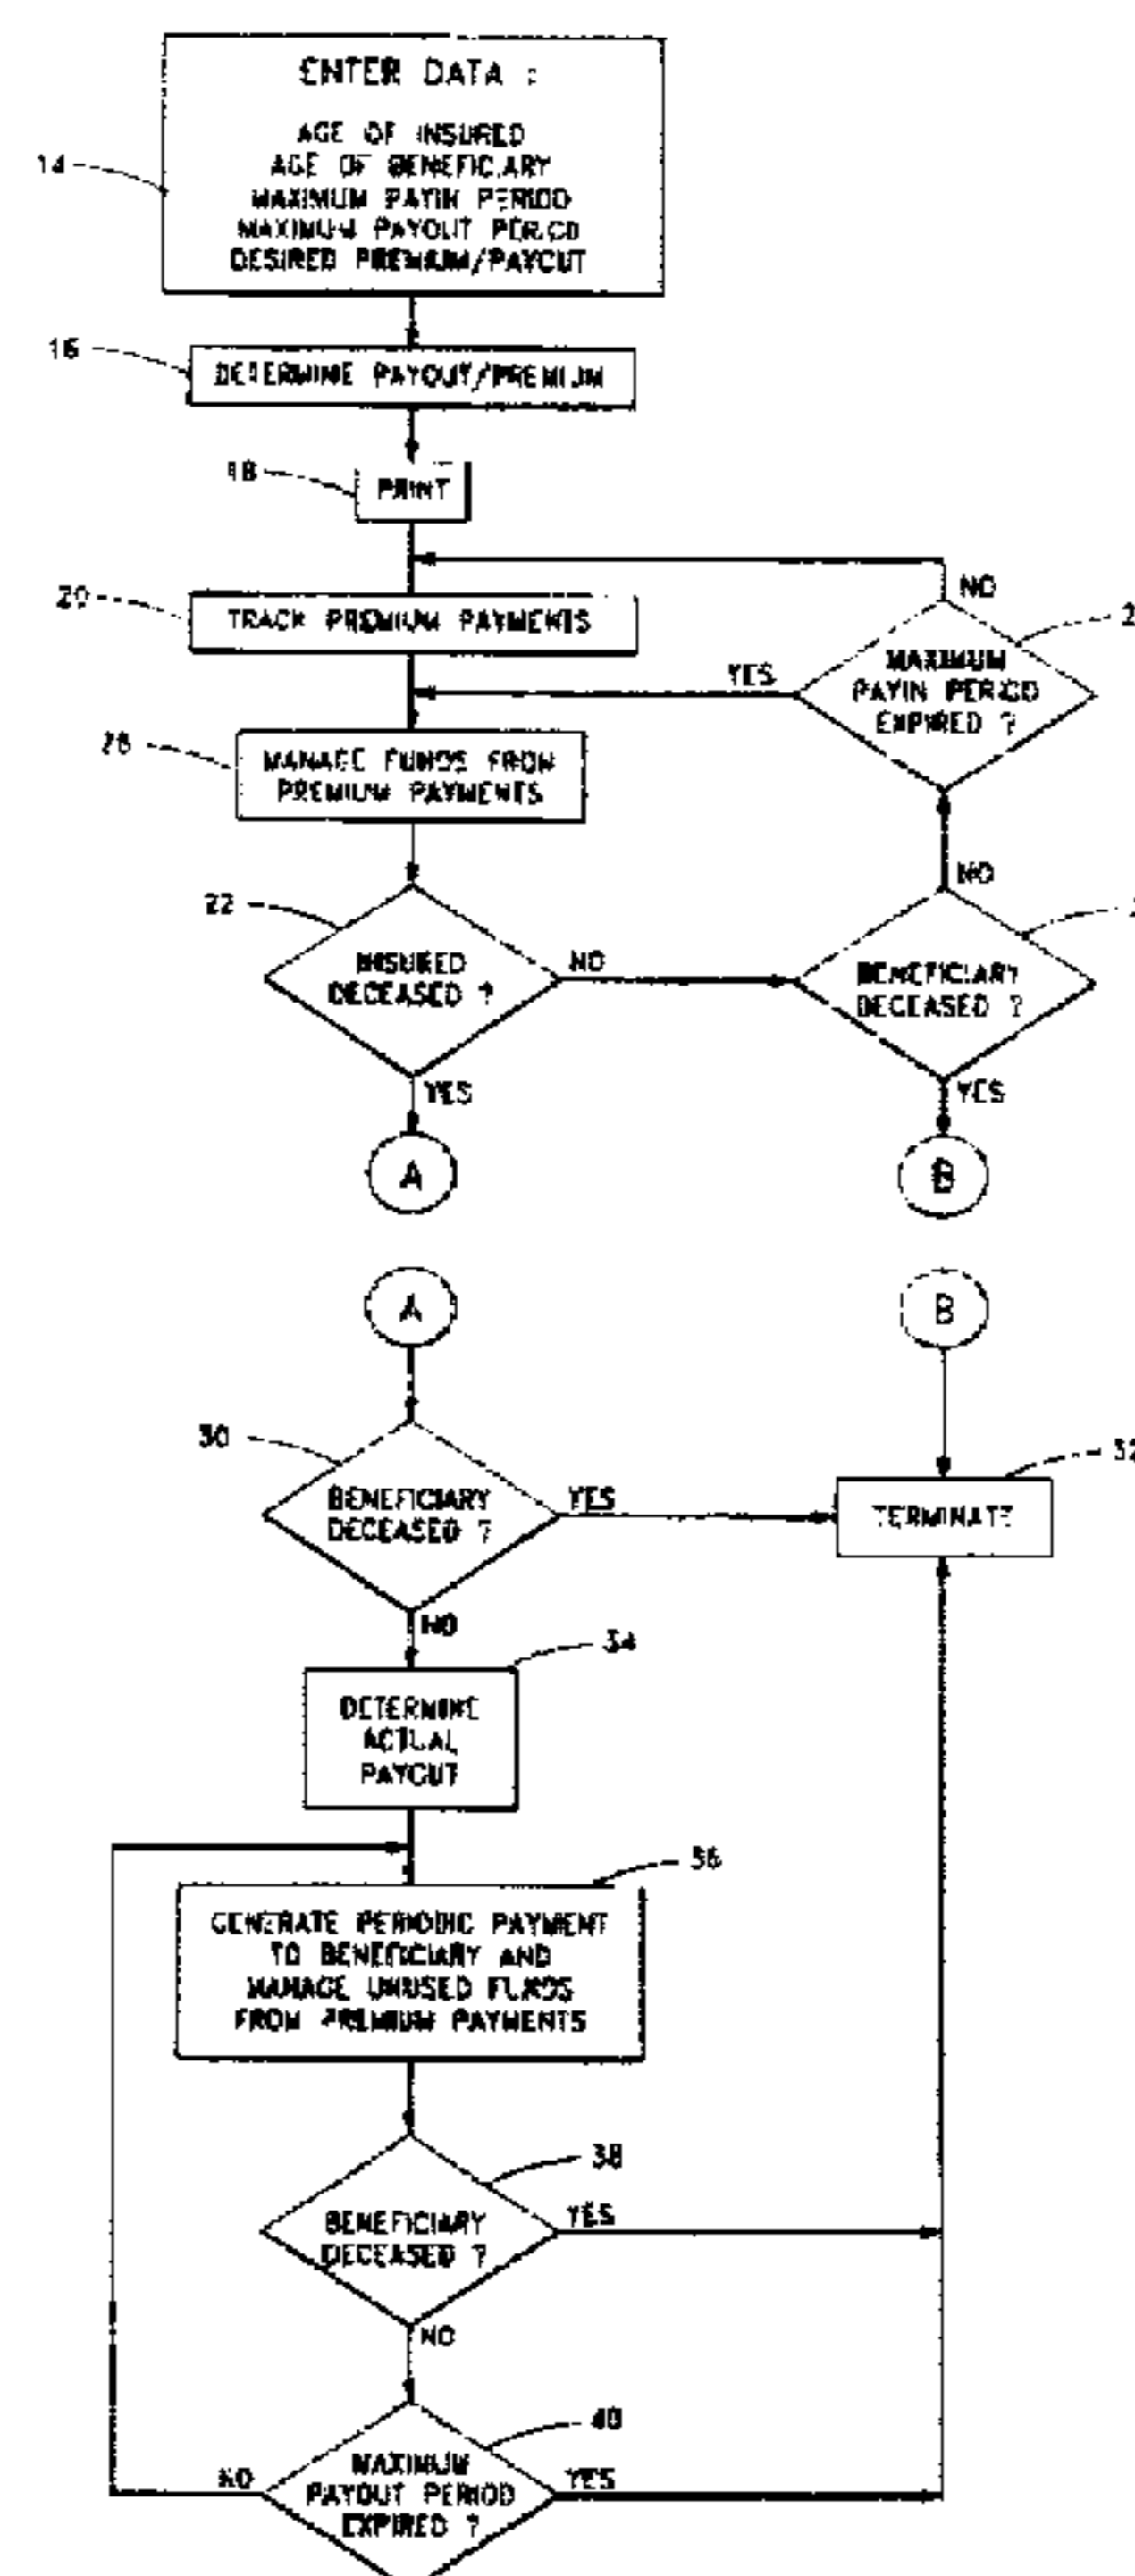 ENTER DATA :
AGE OF INSURED
AGE OF BENEFICIARY
MAXIMUM PAYIN PERIOD
MAXIMUM PAYOUT PERIOD
DESIRED PREMIUM/PAYOUT
14
16
DETERMINE PAYOUT/PREMIUM
18
PRINT
NO
20
TRACK PREMIUM PAYMENTS
MAXIMUM
PAYIN PERIOD
EXPIRED ?
YES
MANAGE FUNDS FROM
PREMIUM PAYMENTS
NO
22
INSURED
DECEASED ?
NO
BENEFICIARY
DECEASED ?
YES
YES
A
B
A
B
30
BENEFICIARY
DECEASED ?
YES
32
TERMINATE
NO
34
DETERMINE
ACTUAL
PAYOUT
36
GENERATE PERIODIC PAYMENT
TO BENEFICIARY AND
MANAGE UNUSED FUNDS
FROM PREMIUM PAYMENTS
38
BENEFICIARY
DECEASED ?
YES
NO
40
MAXIMUM
PAYOUT PERIOD
EXPIRED ?
NO
YES